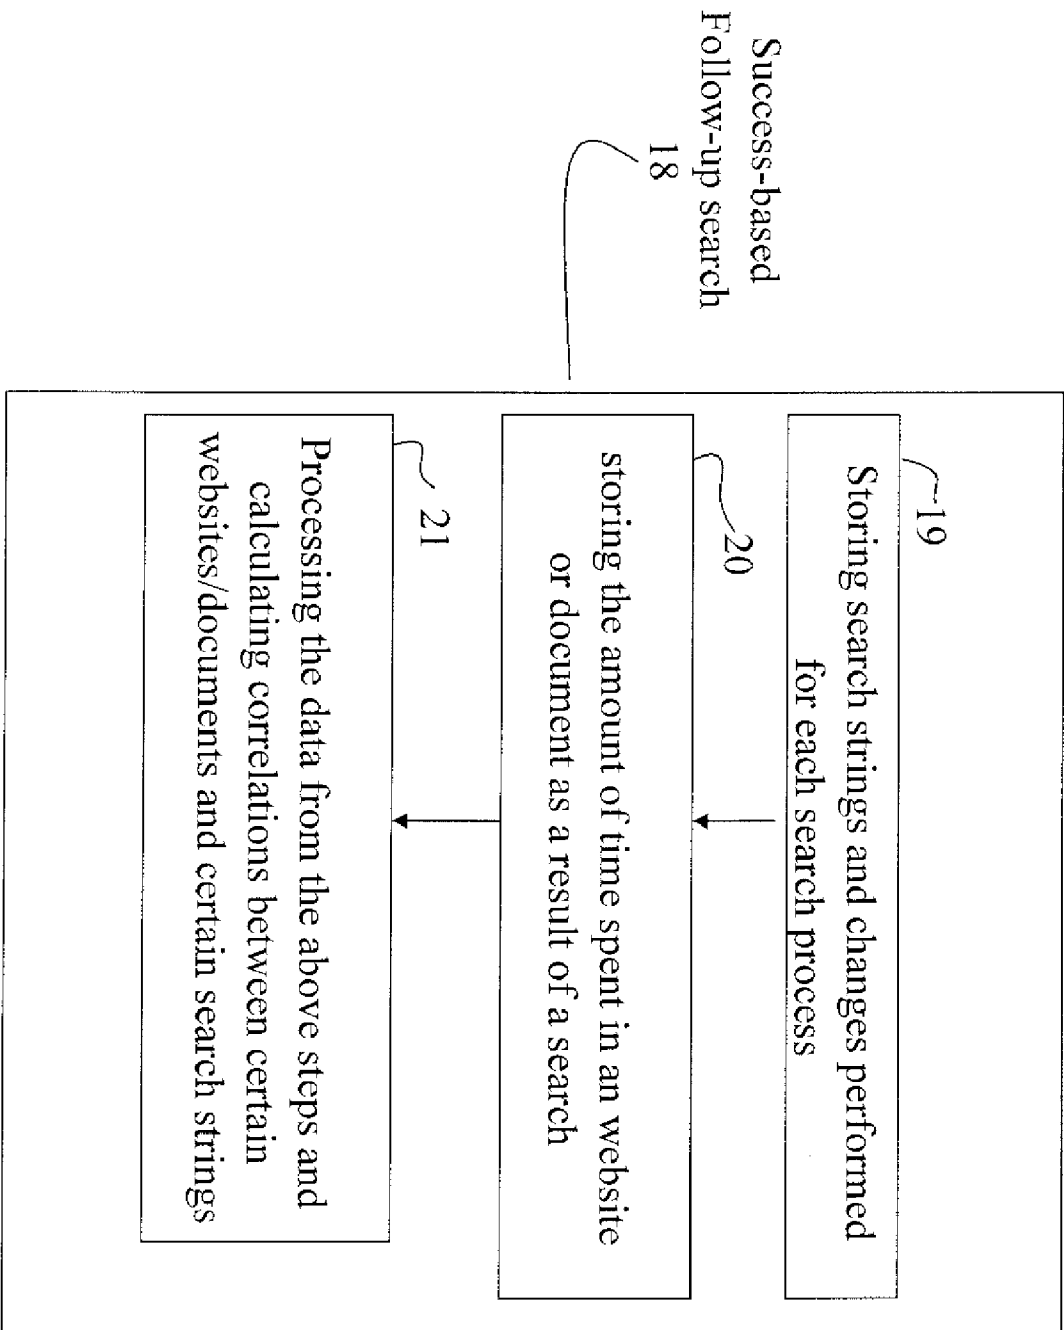 Success-based
Follow-up search
18
19
Storing search strings and changes performed
for each search process
20
storing the amount of time spent in an website
or document as a result of a search
21
Processing the data from the above steps and
calculating correlations between certain
websites/documents and certain search strings